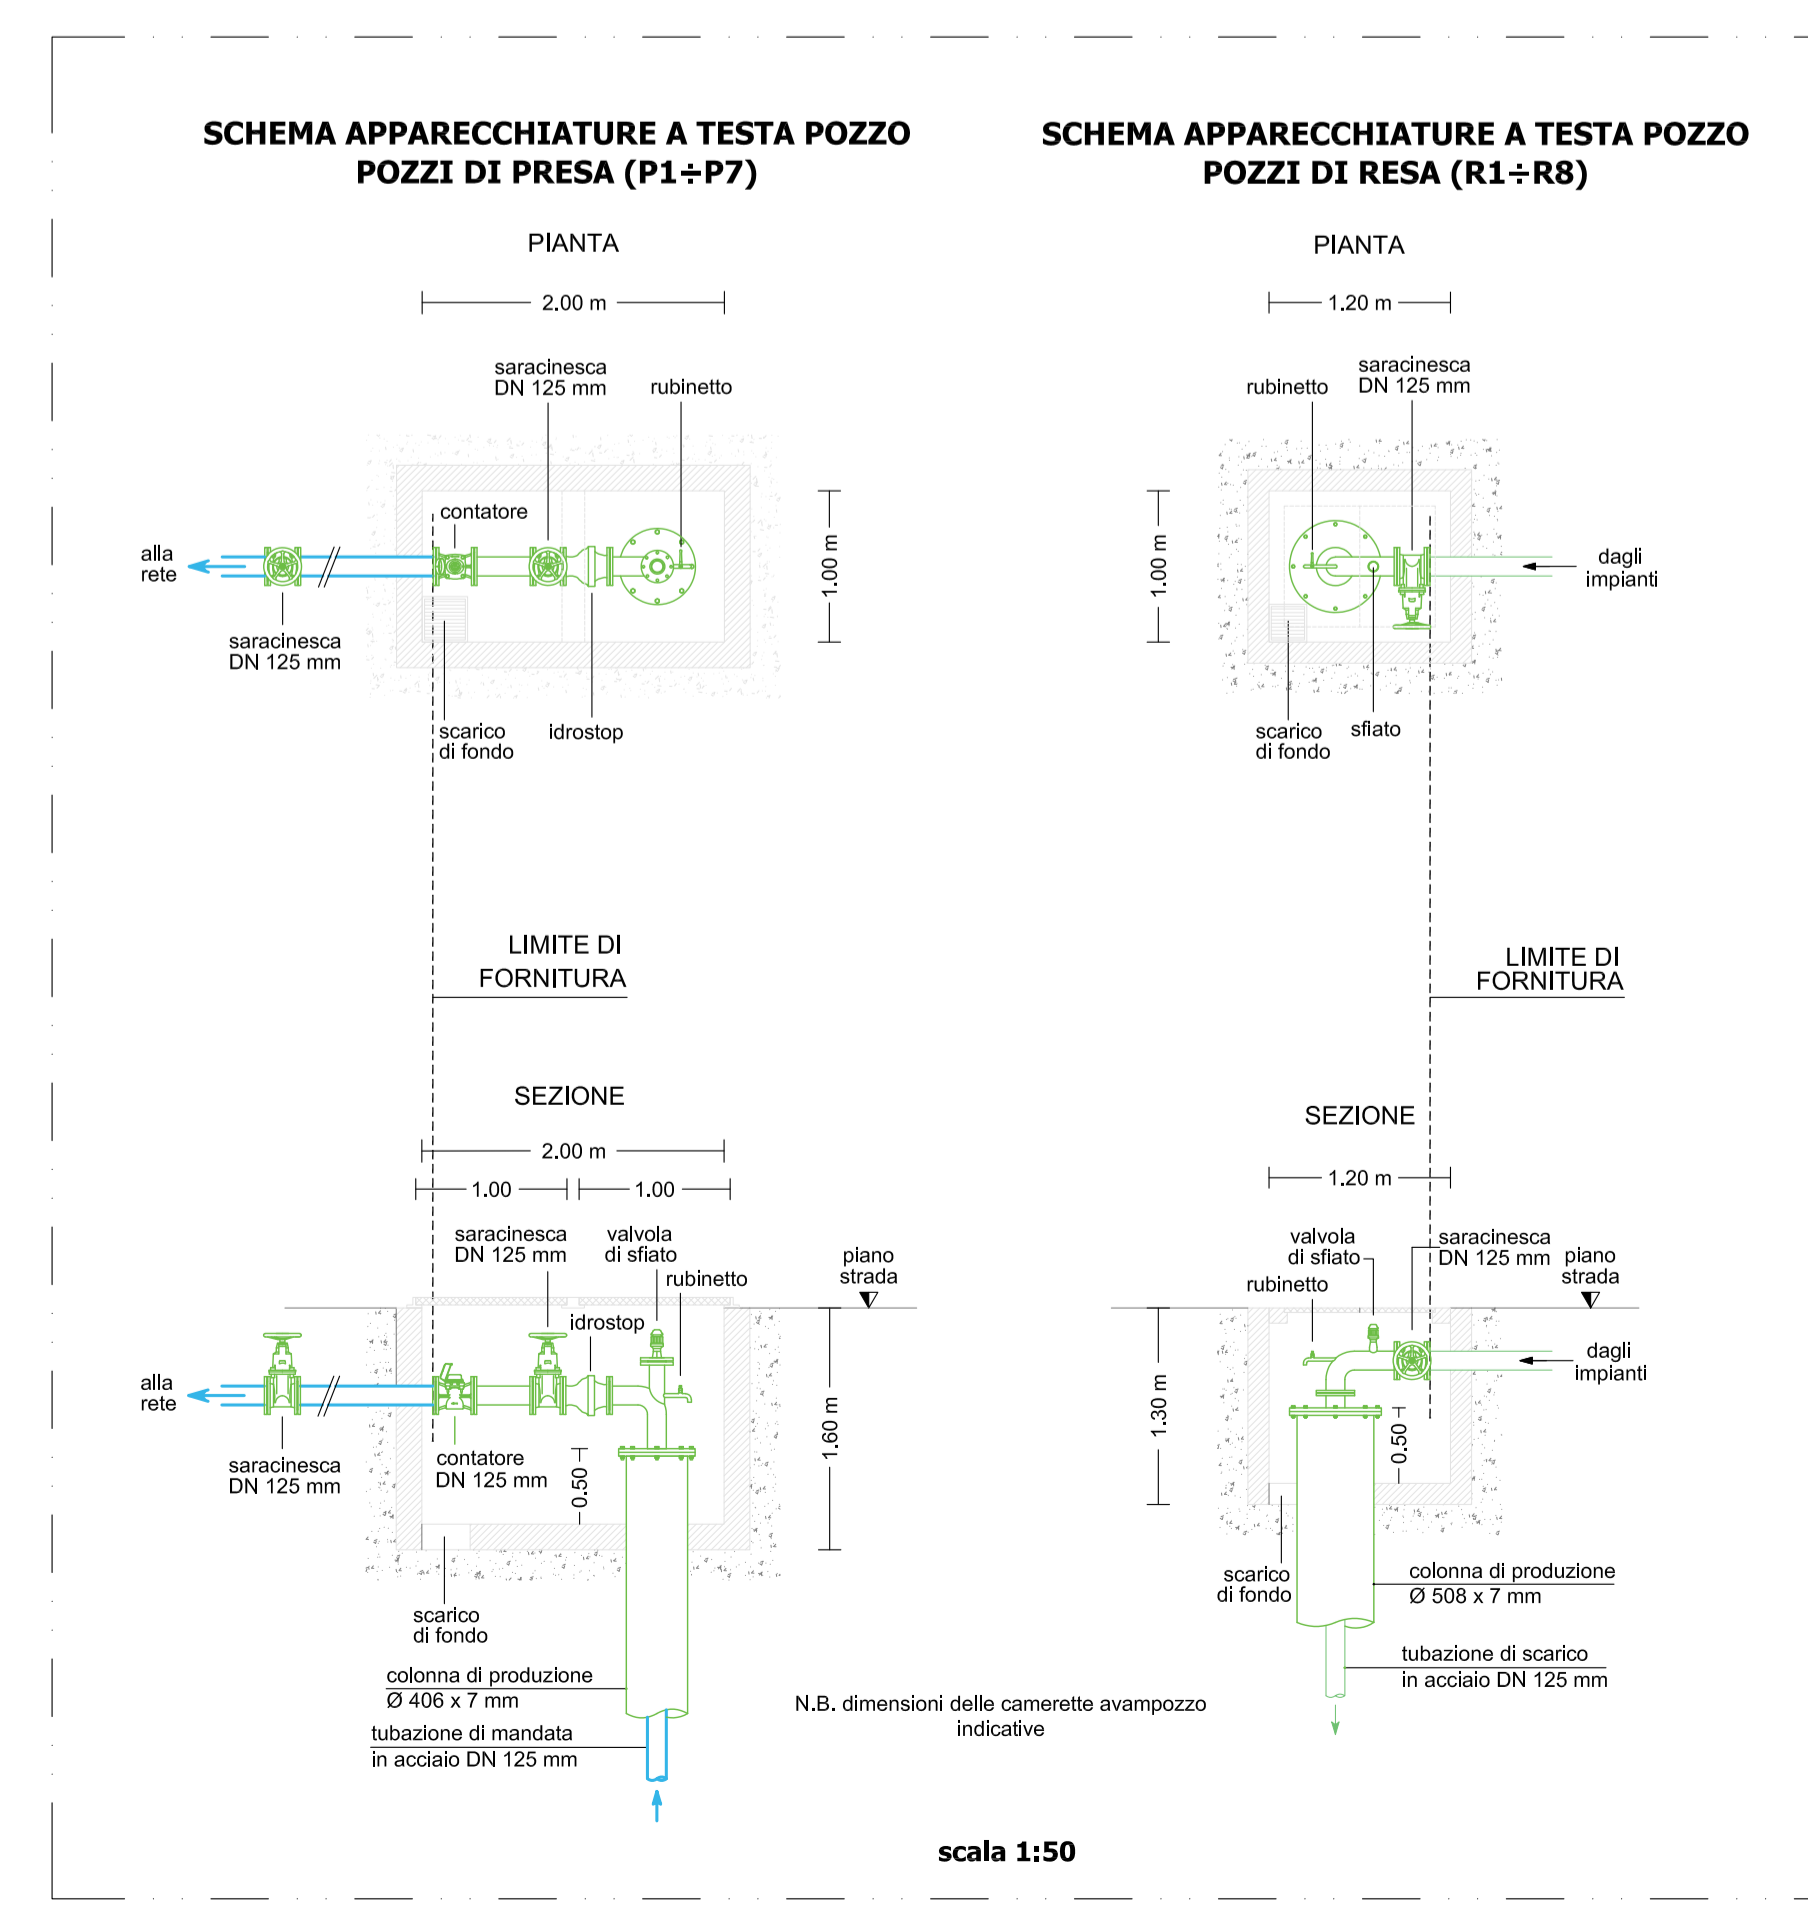 SCHEMA APPARECCHIATURE A TESTA POZZO
POZZI DI PRESA (P1÷P7)
PIANTA
2.00 m
saracinesca
DN 125 mm
rubinetto
contatore
alla
rete
1.00 m
saracinesca
DN 125 mm
scarico
di fondo
idrostop
LIMITE DI
FORNITURA
SEZIONE
2.00 m
1.00
1.00
saracinesca
DN 125 mm
valvola
di sfiato
rubinetto
piano
strada
idrostop
alla
rete
1.60 m
saracinesca
DN 125 mm
contatore
DN 125 mm
0.50
scarico
di fondo
colonna di produzione
Ø 406 x 7 mm
tubazione di mandata
in acciaio DN 125 mm
SCHEMA APPARECCHIATURE A TESTA POZZO
POZZI DI RESA (R1÷R8)
PIANTA
1.20 m
saracinesca
DN 125 mm
rubinetto
1.00 m
dagli
impianti
scarico
di fondo
sfiato
LIMITE DI
FORNITURA
SEZIONE
1.20 m
valvola
di sfiato
saracinesca
DN 125 mm
rubinetto
piano
strada
dagli
impianti
1.30 m
0.50
scarico
di fondo
colonna di produzione
Ø 508 x 7 mm
tubazione di scarico
in acciaio DN 125 mm
N.B. dimensioni delle camerette avampozzo
indicative
scala 1:50